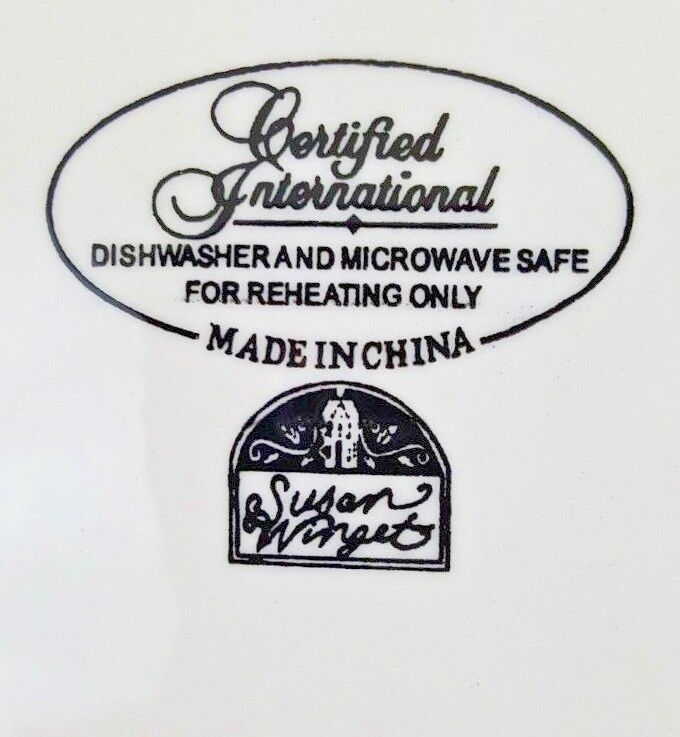 Certified
International
DISHWASHER AND MICROWAVE SAFE
FOR REHEATING ONLY
MADE IN CHINA
Susan
Winget